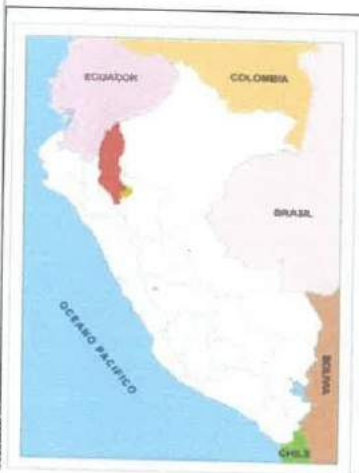 ECUADOR
COLOMBIA
BRASIL
OCEANO PACIFICO
BOLIVIA
CHILE